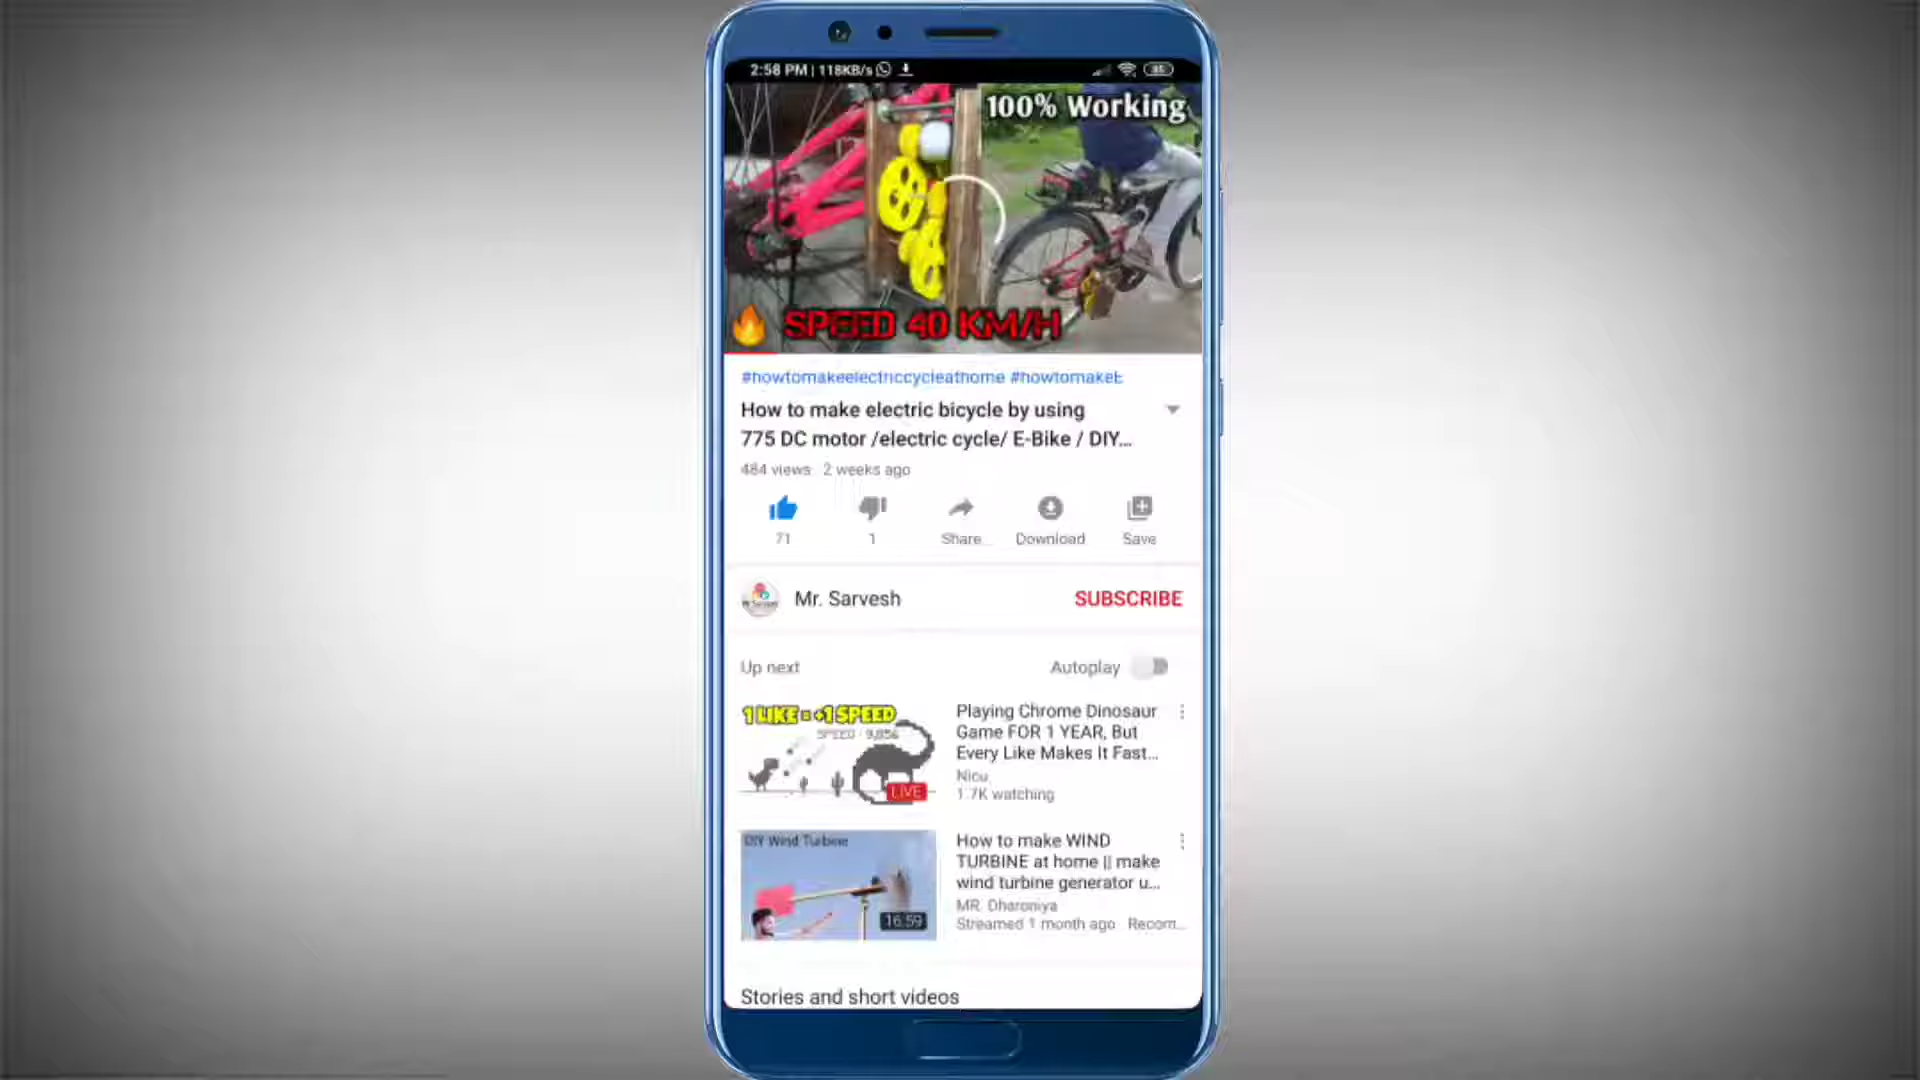 2:58 PM | 118KB/s
85
100% Working
SPEED 40 KM/H
#howtomakeelectriccycleathome #howtomakeE
How to make electric bicycle by using
775 DC motor /electric cycle/ E-Bike / DIY...
484 views 2 weeks ago
71
1
Share...
Download
Save
Mr. Sarvesh
SUBSCRIBE
Up next
Autoplay
1 LIKE = +1 SPEED
SPEED : 9,856
LIVE
Playing Chrome Dinosaur
Game FOR 1 YEAR, But
Every Like Makes It Fast...
Nicu
1.7K watching
DIY Wind Turbine
16:59
How to make WIND
TURBINE at home || make
wind turbine generator u...
MR. Dharoniya
Streamed 1 month ago Recom...
Stories and short videos